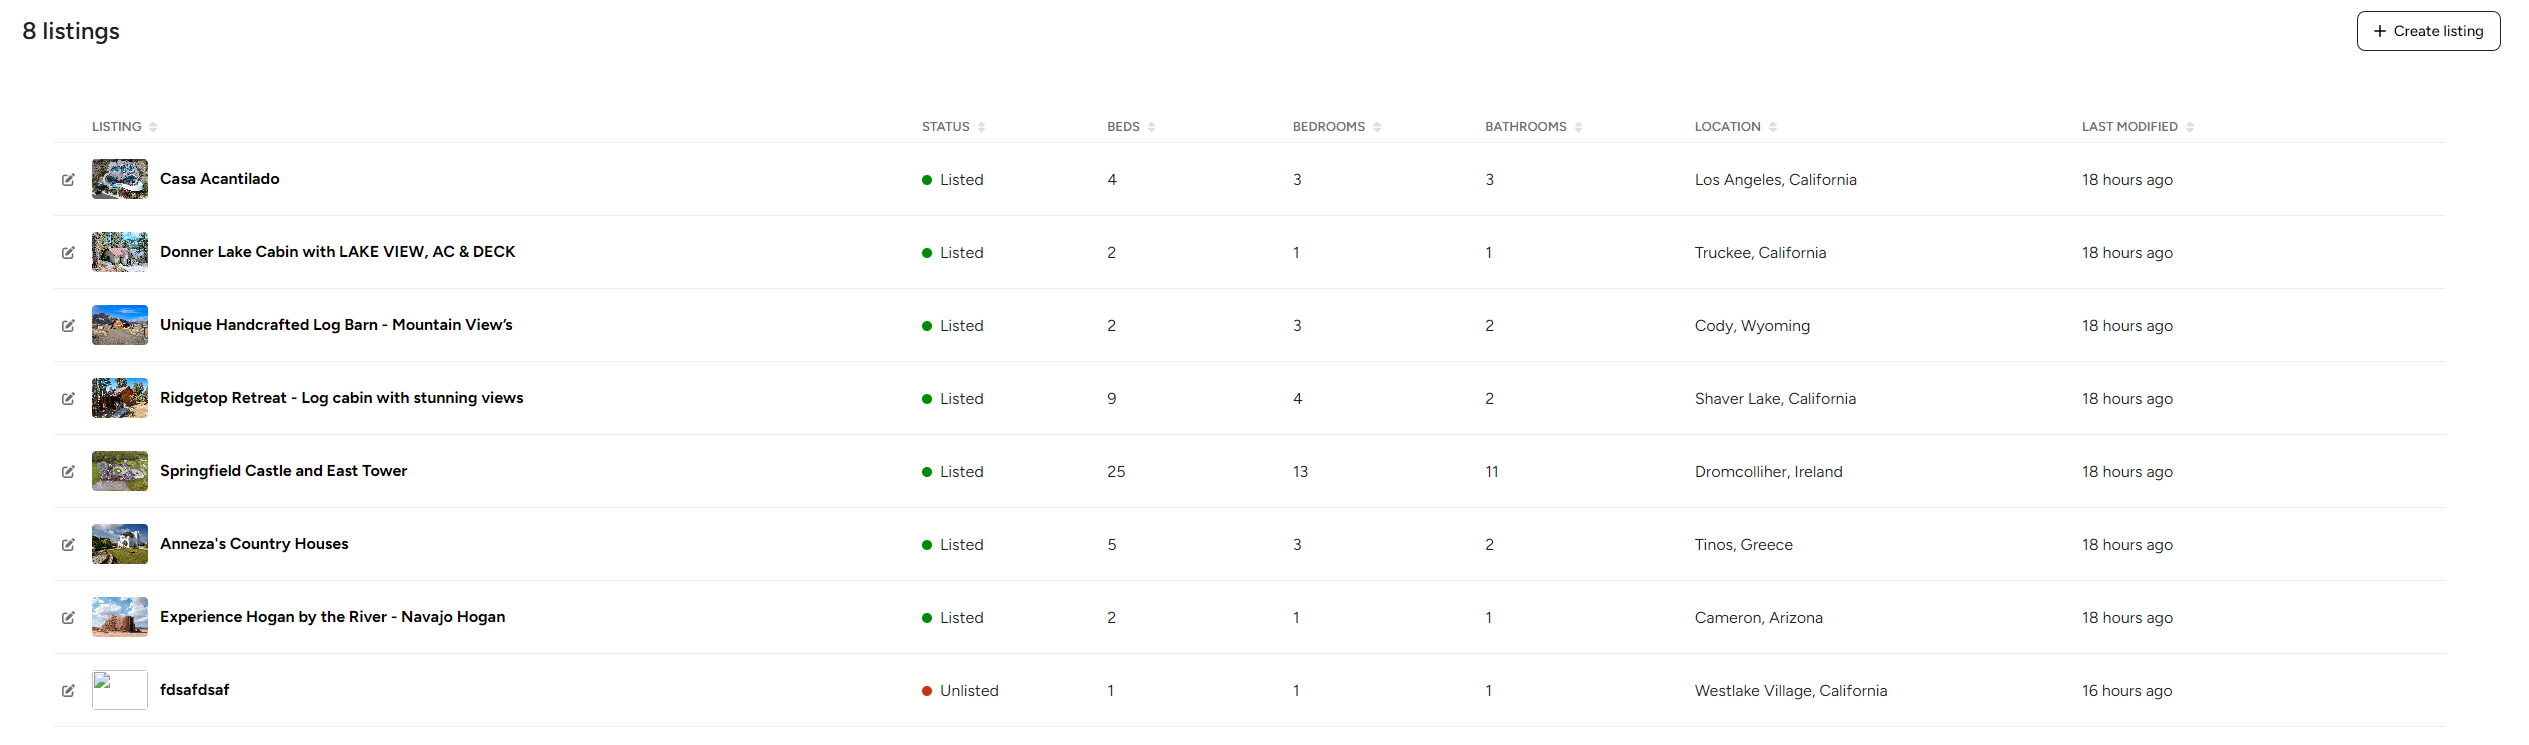 8 listings
+ Create listing
LISTING STATUS BEDS BEDROOMS BATHROOMS LOCATION LAST MODIFIED
Casa Acantilado Listed 4 3 3 Los Angeles, California 18 hours ago
Donner Lake Cabin with LAKE VIEW, AC & DECK Listed 2 1 1 Truckee, California 18 hours ago
Unique Handcrafted Log Barn - Mountain View’s Listed 2 3 2 Cody, Wyoming 18 hours ago
Ridgetop Retreat - Log cabin with stunning views Listed 9 4 2 Shaver Lake, California 18 hours ago
Springfield Castle and East Tower Listed 25 13 11 Dromcolliher, Ireland 18 hours ago
Anneza's Country Houses Listed 5 3 2 Tinos, Greece 18 hours ago
Experience Hogan by the River - Navajo Hogan Listed 2 1 1 Cameron, Arizona 18 hours ago
fdsafdsaf Unlisted 1 1 1 Westlake Village, California 16 hours ago